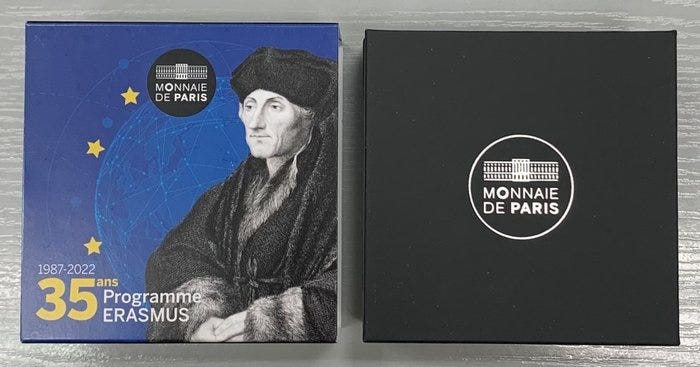 MONNAIE
DE PARIS
1987-2022
35 ans
Programme
ERASMUS
MONNAIE
DE PARIS